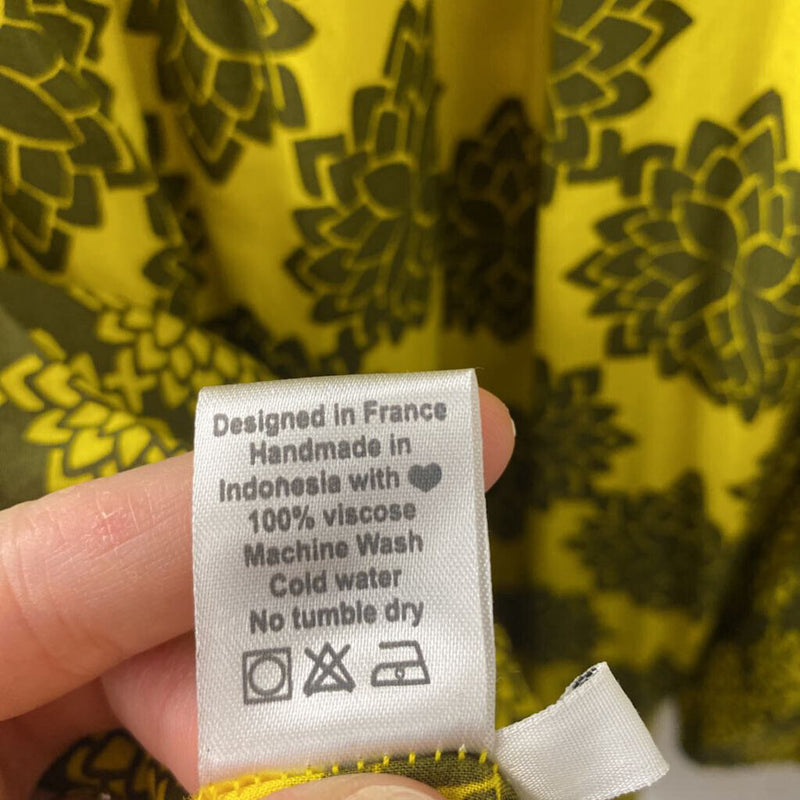 Designed in France
Handmade in
Indonesia with ♥
100% viscose
Machine Wash
Cold water
No tumble dry